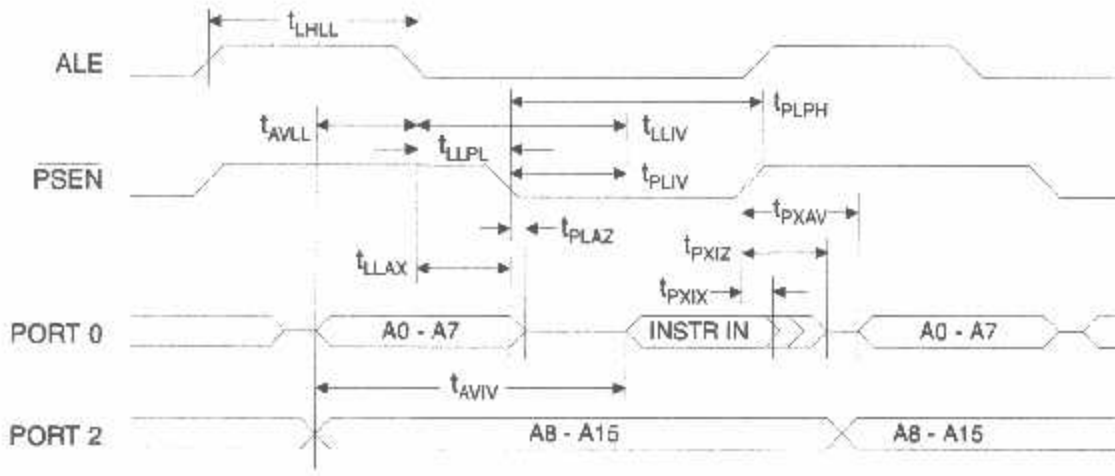 tLHLL
ALE
tPLPH
tAVLL
tLLIV
tLLPL
PSEN
tPLIV
tPXAV
tPLAZ
tPXIZ
tLLAX
tPXIX
PORT 0
A0 - A7
INSTR IN
A0 - A7
tAVIV
PORT 2
A8 - A15
A8 - A15